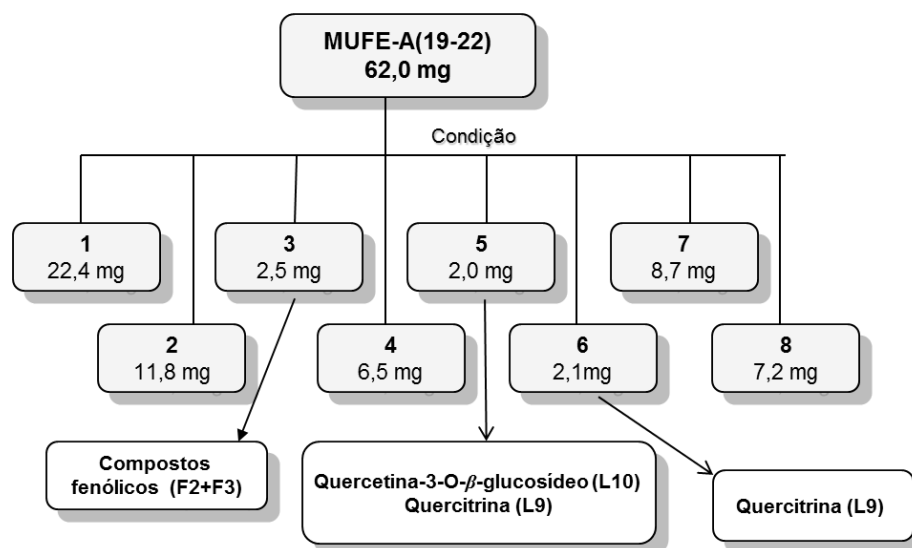 MUFE-A(19-22)
62,0 mg
Condição
1
22,4 mg
3
2,5 mg
5
2,0 mg
7
8,7 mg
2
11,8 mg
4
6,5 mg
6
2,1mg
8
7,2 mg
Compostos
fenólicos (F2+F3)
Quercetina-3-O-β-glucosídeo (L10)
Quercitrina (L9)
Quercitrina (L9)